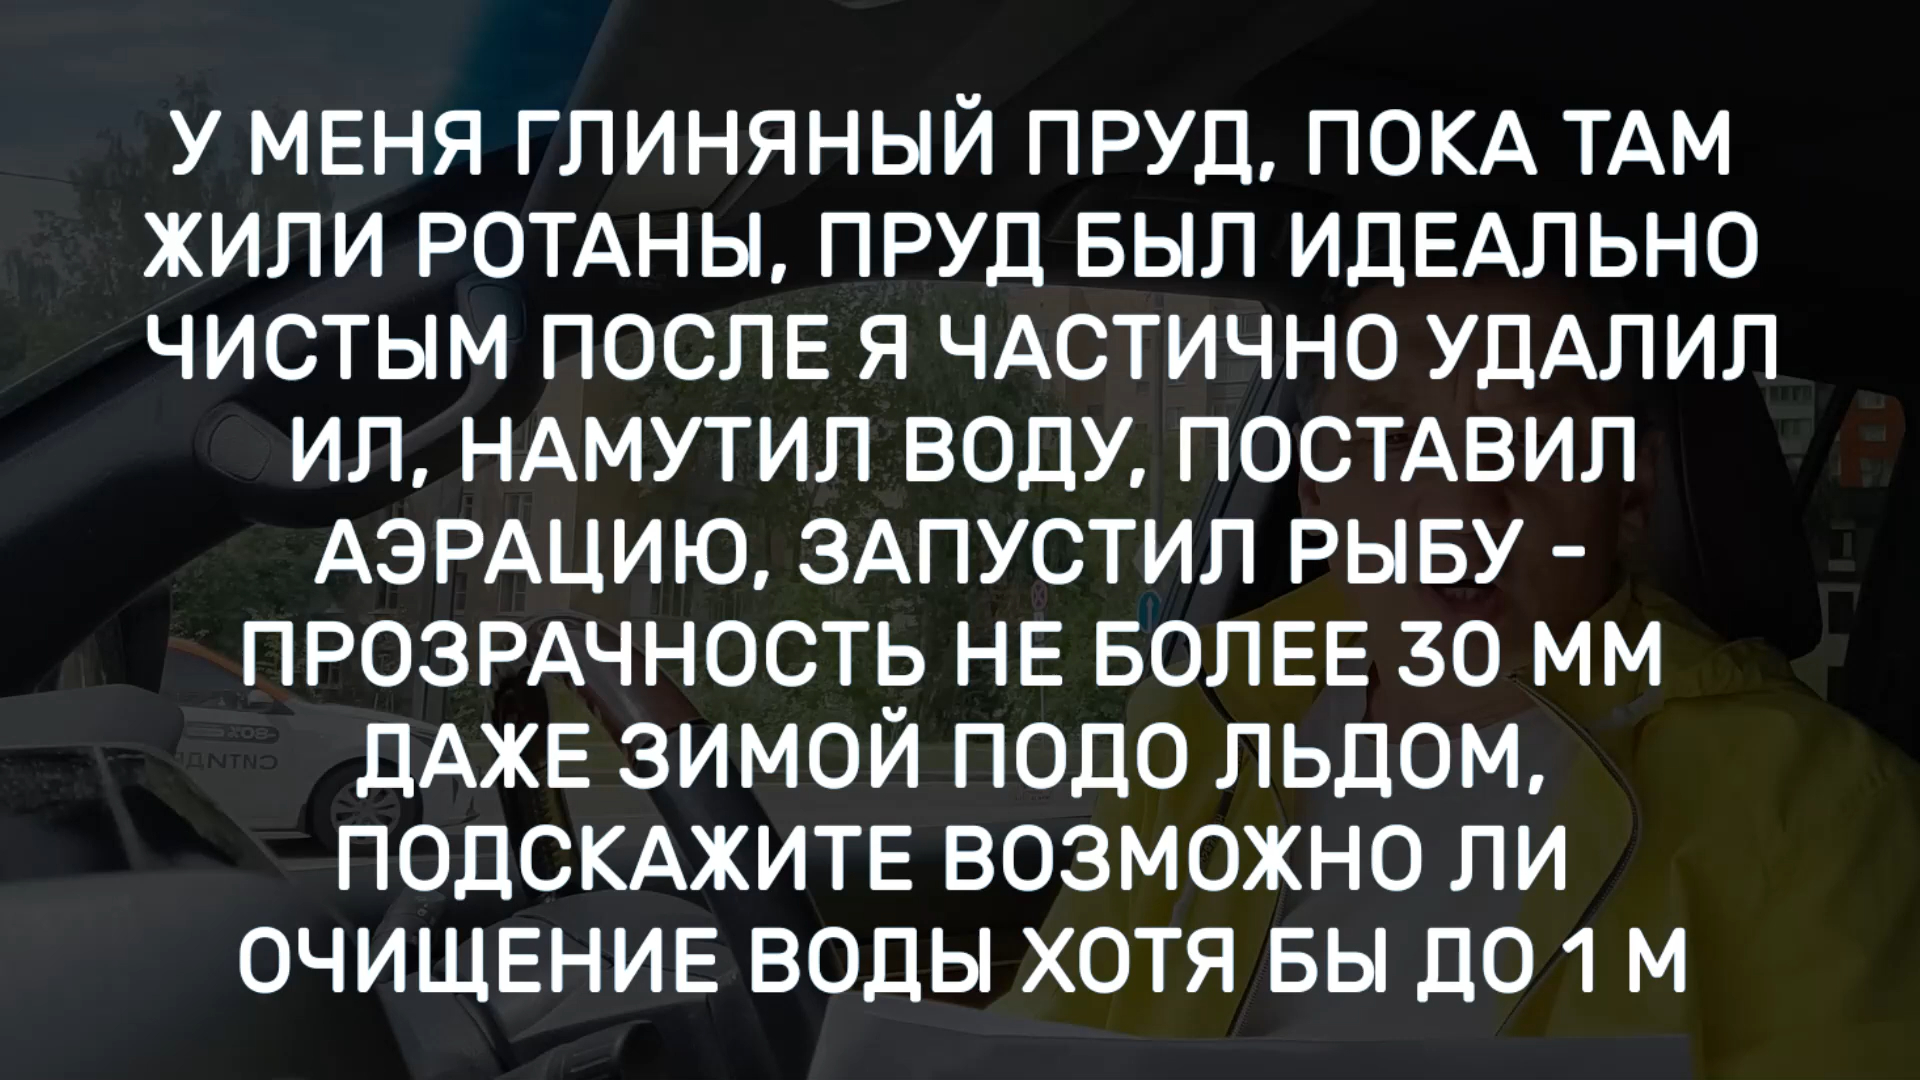 У МЕНЯ ГЛИНЯНЫЙ ПРУД, ПОКА ТАМ
ЖИЛИ РОТАНЫ, ПРУД БЫЛ ИДЕАЛЬНО
ЧИСТЫМ ПОСЛЕ Я ЧАСТИЧНО УДАЛИЛ
ИЛ, НАМУТИЛ ВОДУ, ПОСТАВИЛ
АЭРАЦИЮ, ЗАПУСТИЛ РЫБУ -
ПРОЗРАЧНОСТЬ НЕ БОЛЕЕ 30 ММ
ДАЖЕ ЗИМОЙ ПОДО ЛЬДОМ,
ПОДСКАЖИТЕ ВОЗМОЖНО ЛИ
ОЧИЩЕНИЕ ВОДЫ ХОТЯ БЫ ДО 1 М